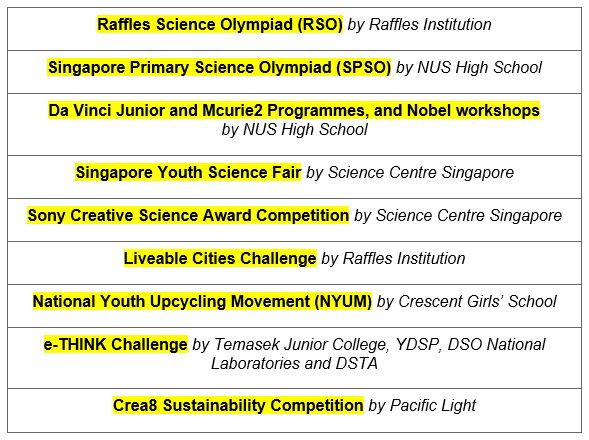 Raffles Science Olympiad (RSO) by Raffles Institution
Singapore Primary Science Olympiad (SPSO) by NUS High School
Da Vinci Junior and Mcurie2 Programmes, and Nobel workshops
by NUS High School
Singapore Youth Science Fair by Science Centre Singapore
Sony Creative Science Award Competition by Science Centre Singapore
Liveable Cities Challenge by Raffles Institution
National Youth Upcycling Movement (NYUM) by Crescent Girls’ School
e-THINK Challenge by Temasek Junior College, YDSP, DSO National
Laboratories and DSTA
Crea8 Sustainability Competition by Pacific Light